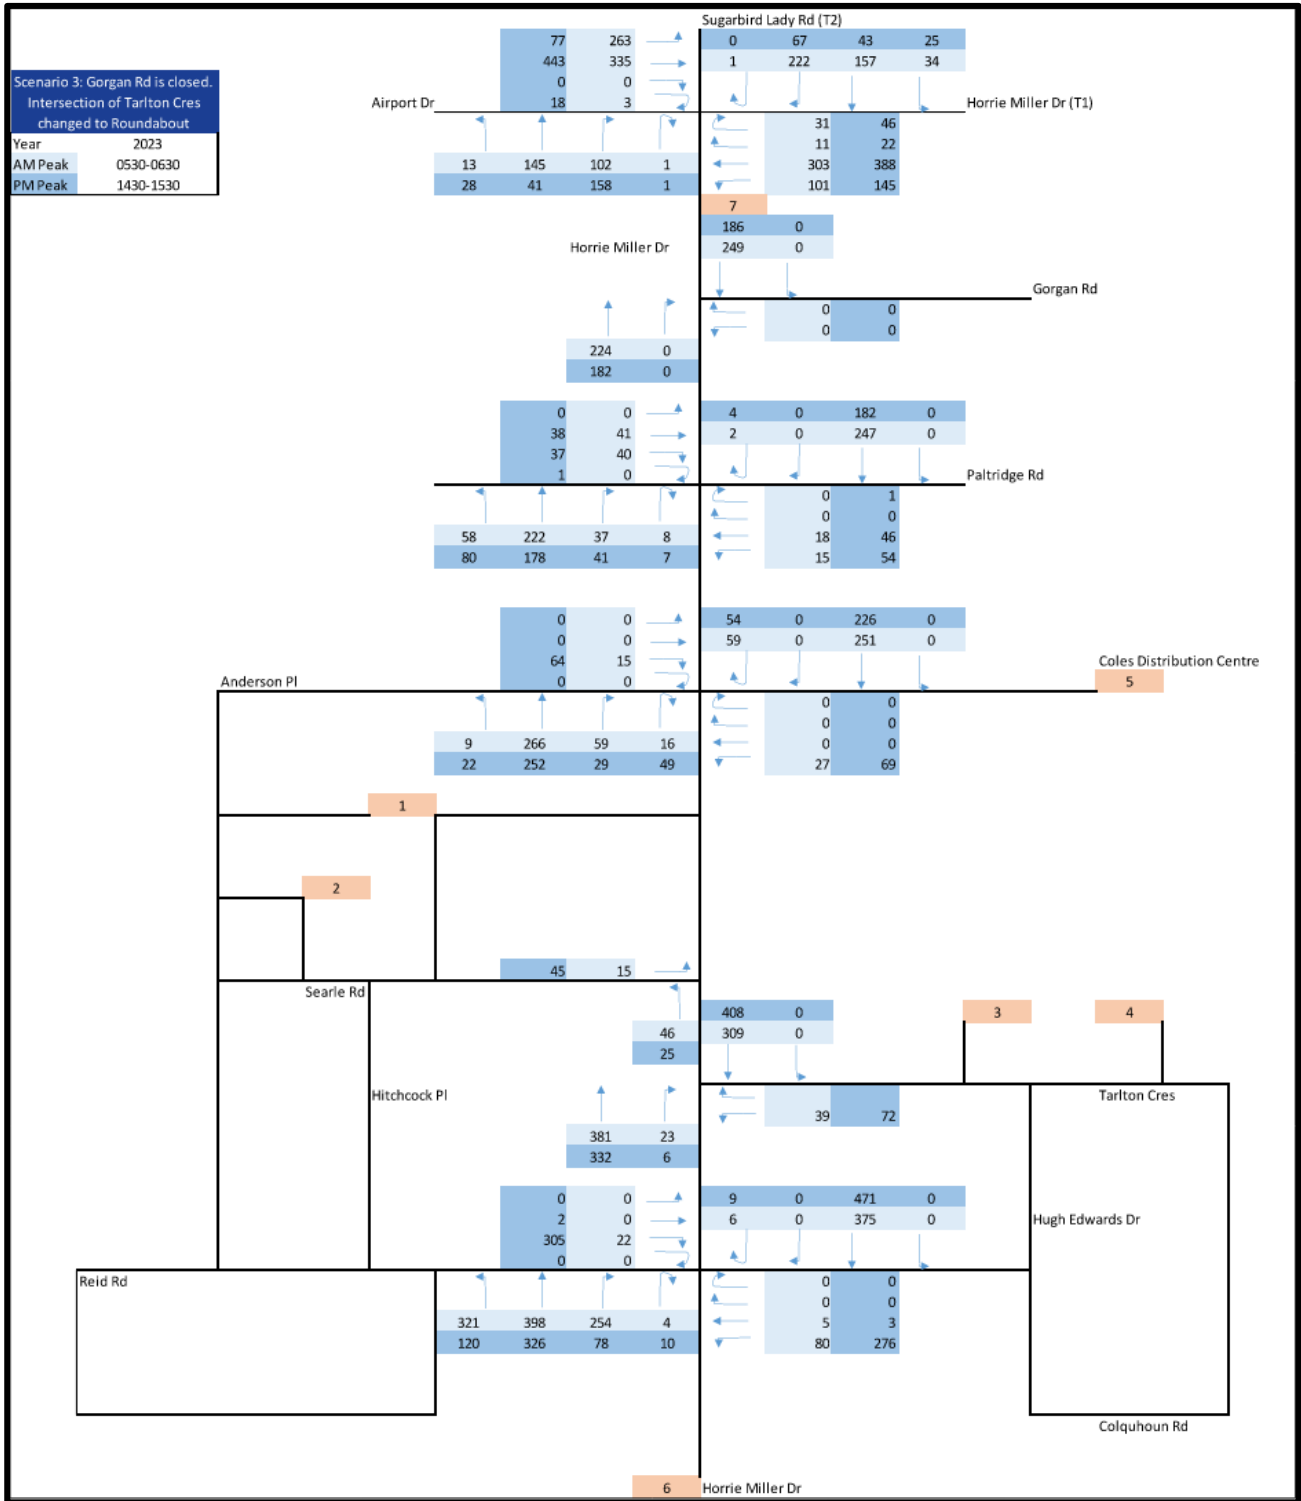 Sugarbird Lady Rd (T2)
77 263 0 67 43 25
443 335 1 222 157 34
Scenario 3: Gorgan Rd is closed.
Intersection of Tarlton Cres
changed to Roundabout
0 0
Airport Dr 18 3 Horrie Miller Dr (T1)
Year 2023
AM Peak 0530-0630
PM Peak 1430-1530
31 46
11 22
13 145 102 1 303 388
28 41 158 1 101 145
7
186 0
Horrie Miller Dr 249 0
Gorgan Rd
0 0
0 0
224 0
182 0
0 0 4 0 182 0
38 41 2 0 247 0
37 40
1 0 Paltridge Rd
0 1
0 0
58 222 37 8 18 46
80 178 41 7 15 54
0 0 54 0 226 0
0 0 59 0 251 0
64 15 Coles Distribution Centre
Anderson Pl 0 0 5
0 0
0 0
9 266 59 16 0 0
22 252 29 49 27 69
1
2
45 15
Searle Rd
408 0 3 4
46 309 0
25
Hitchcock Pl Tarlton Cres
39 72
381 23
332 6
0 0 9 0 471 0
2 0 6 0 375 0 Hugh Edwards Dr
305 22
0 0
Reid Rd 0 0
0 0
321 398 254 4 5 3
120 326 78 10 80 276
Colquhoun Rd
6 Horrie Miller Dr